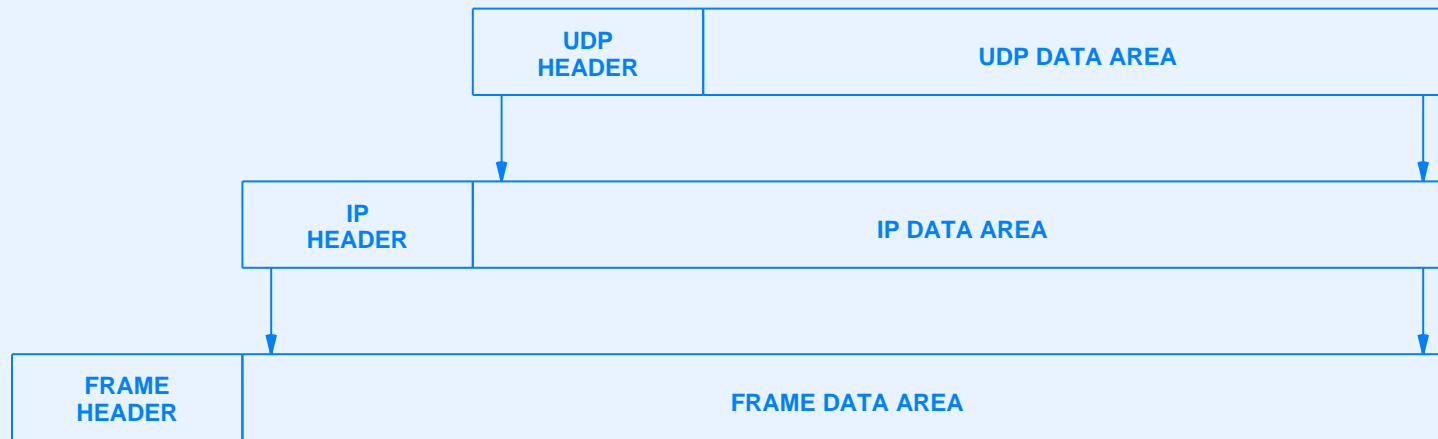 UDP
HEADER
UDP DATA AREA
IP
HEADER
IP DATA AREA
FRAME
HEADER
FRAME DATA AREA